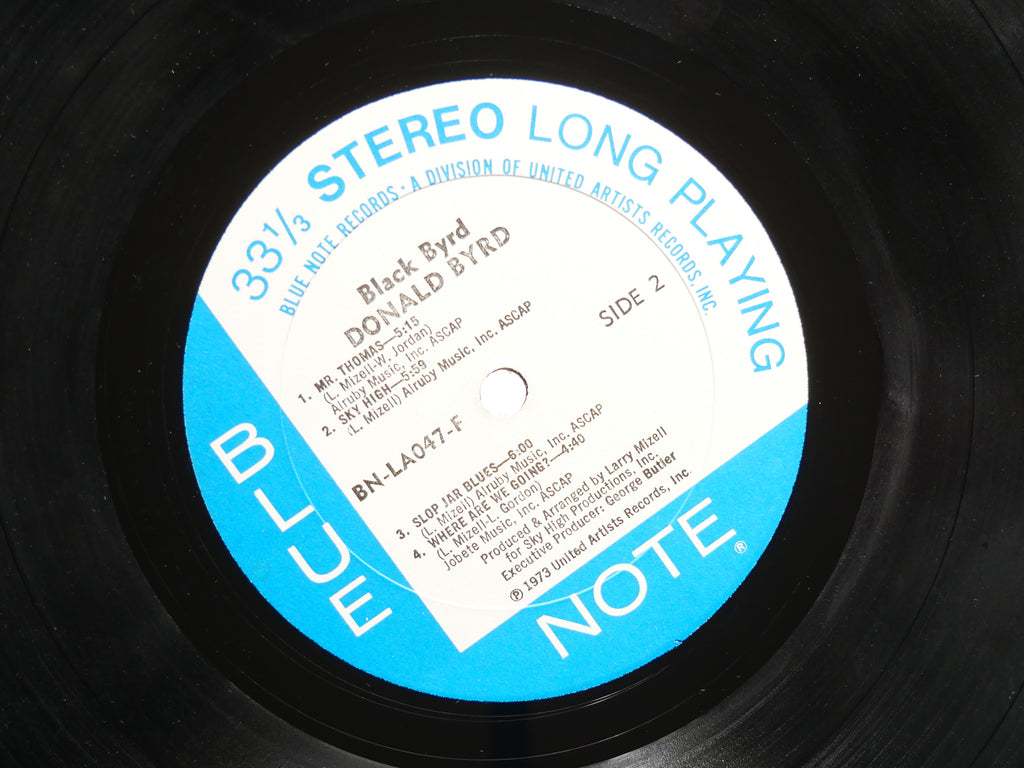 33 1/3 STEREO LONG PLAYING
BLUE NOTE RECORDS · A DIVISION OF UNITED ARTISTS RECORDS, INC.
Black Byrd
DONALD BYRD
SIDE 2
1. MR. THOMAS—5:15
(L. Mizell-W. Jordan)
Alruby Music, Inc. ASCAP
2. SKY HIGH—5:59
(L. Mizell) Alruby Music, Inc. ASCAP
BN-LA047-F
3. SLOP JAR BLUES—6:00
(L. Mizell) Alruby Music, Inc. ASCAP
4. WHERE ARE WE GOING?—4:40
(L. Mizell-L. Gordon)
Jobete Music, Inc. ASCAP
Produced & Arranged by Larry Mizell
for Sky High Productions, Inc.
Executive Producer: George Butler
℗ 1973 United Artists Records, Inc.
BLUE
NOTE ®